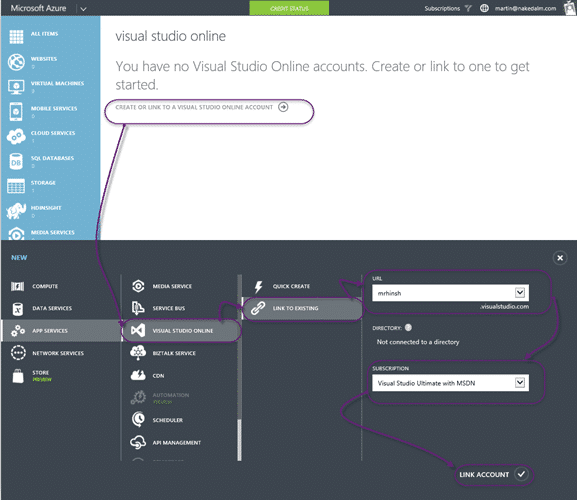 Microsoft Azure
CREDIT STATUS
Subscriptions
martin@nakedalm.com
ALL ITEMS
WEBSITES
0
VIRTUAL MACHINES
0
MOBILE SERVICES
0
CLOUD SERVICES
1
SQL DATABASES
0
STORAGE
1
HDINSIGHT
0
MEDIA SERVICES
0
visual studio online
You have no Visual Studio Online accounts. Create or link to one to get
started.
CREATE OR LINK TO A VISUAL STUDIO ONLINE ACCOUNT
NEW
COMPUTE
DATA SERVICES
APP SERVICES
NETWORK SERVICES
STORE
PREVIEW
MEDIA SERVICE
SERVICE BUS
VISUAL STUDIO ONLINE
BIZTALK SERVICE
CDN
AUTOMATION
PREVIEW
SCHEDULER
API MANAGEMENT
QUICK CREATE
LINK TO EXISTING
URL
mrhinsh
.visualstudio.com
DIRECTORY:
Not connected to a directory
SUBSCRIPTION
Visual Studio Ultimate with MSDN
LINK ACCOUNT